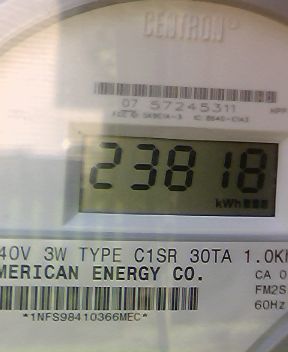 CENTRON®
07 57245311
23818
kWh
40V 3W TYPE C1SR 30TA 1.0K
MERICAN ENERGY CO.
CA 0
FM2S
60Hz
*1NFS98410366MEC*